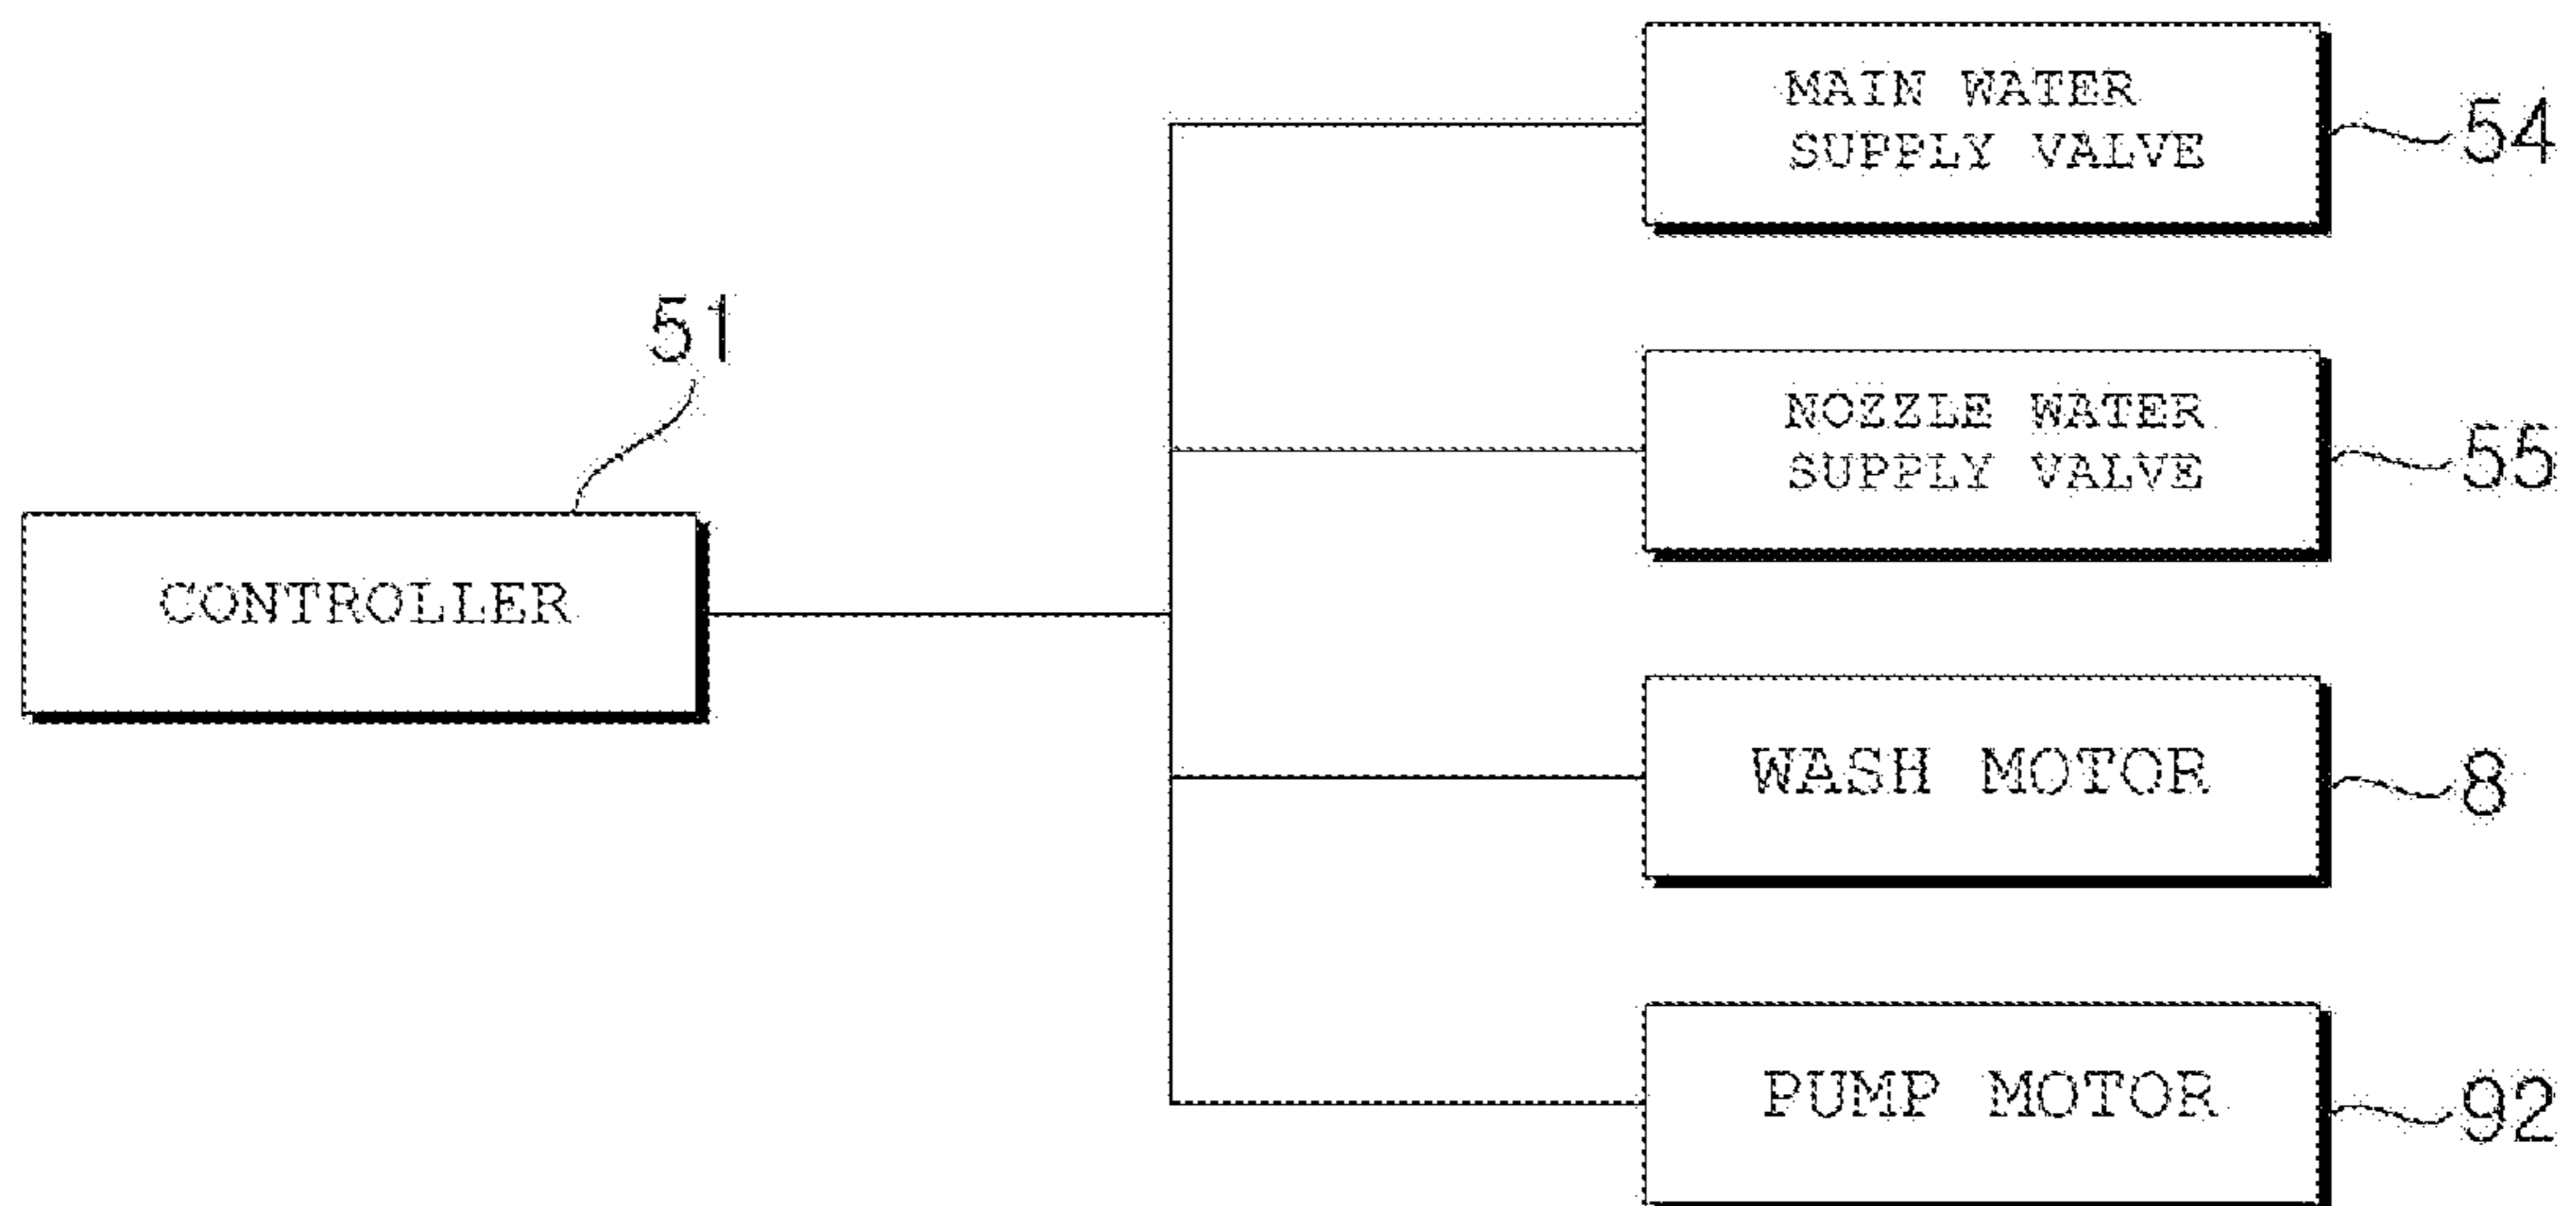 MAIN WATER
SUPPLY VALVE
54
51
NOZZLE WATER
SUPPLY VALVE
55
CONTROLLER
WASH MOTOR
8
PUMP MOTOR
92